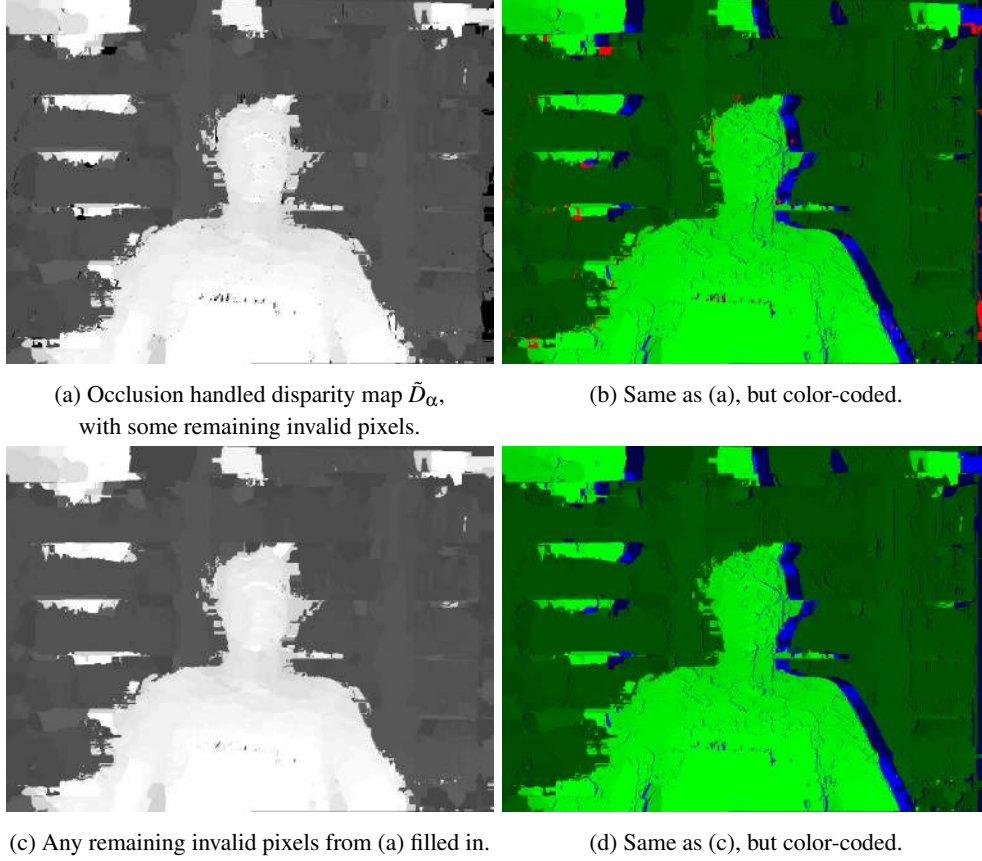 (a) Occlusion handled disparity map D̃α,
with some remaining invalid pixels.
(b) Same as (a), but color-coded.
(c) Any remaining invalid pixels from (a) filled in.
(d) Same as (c), but color-coded.